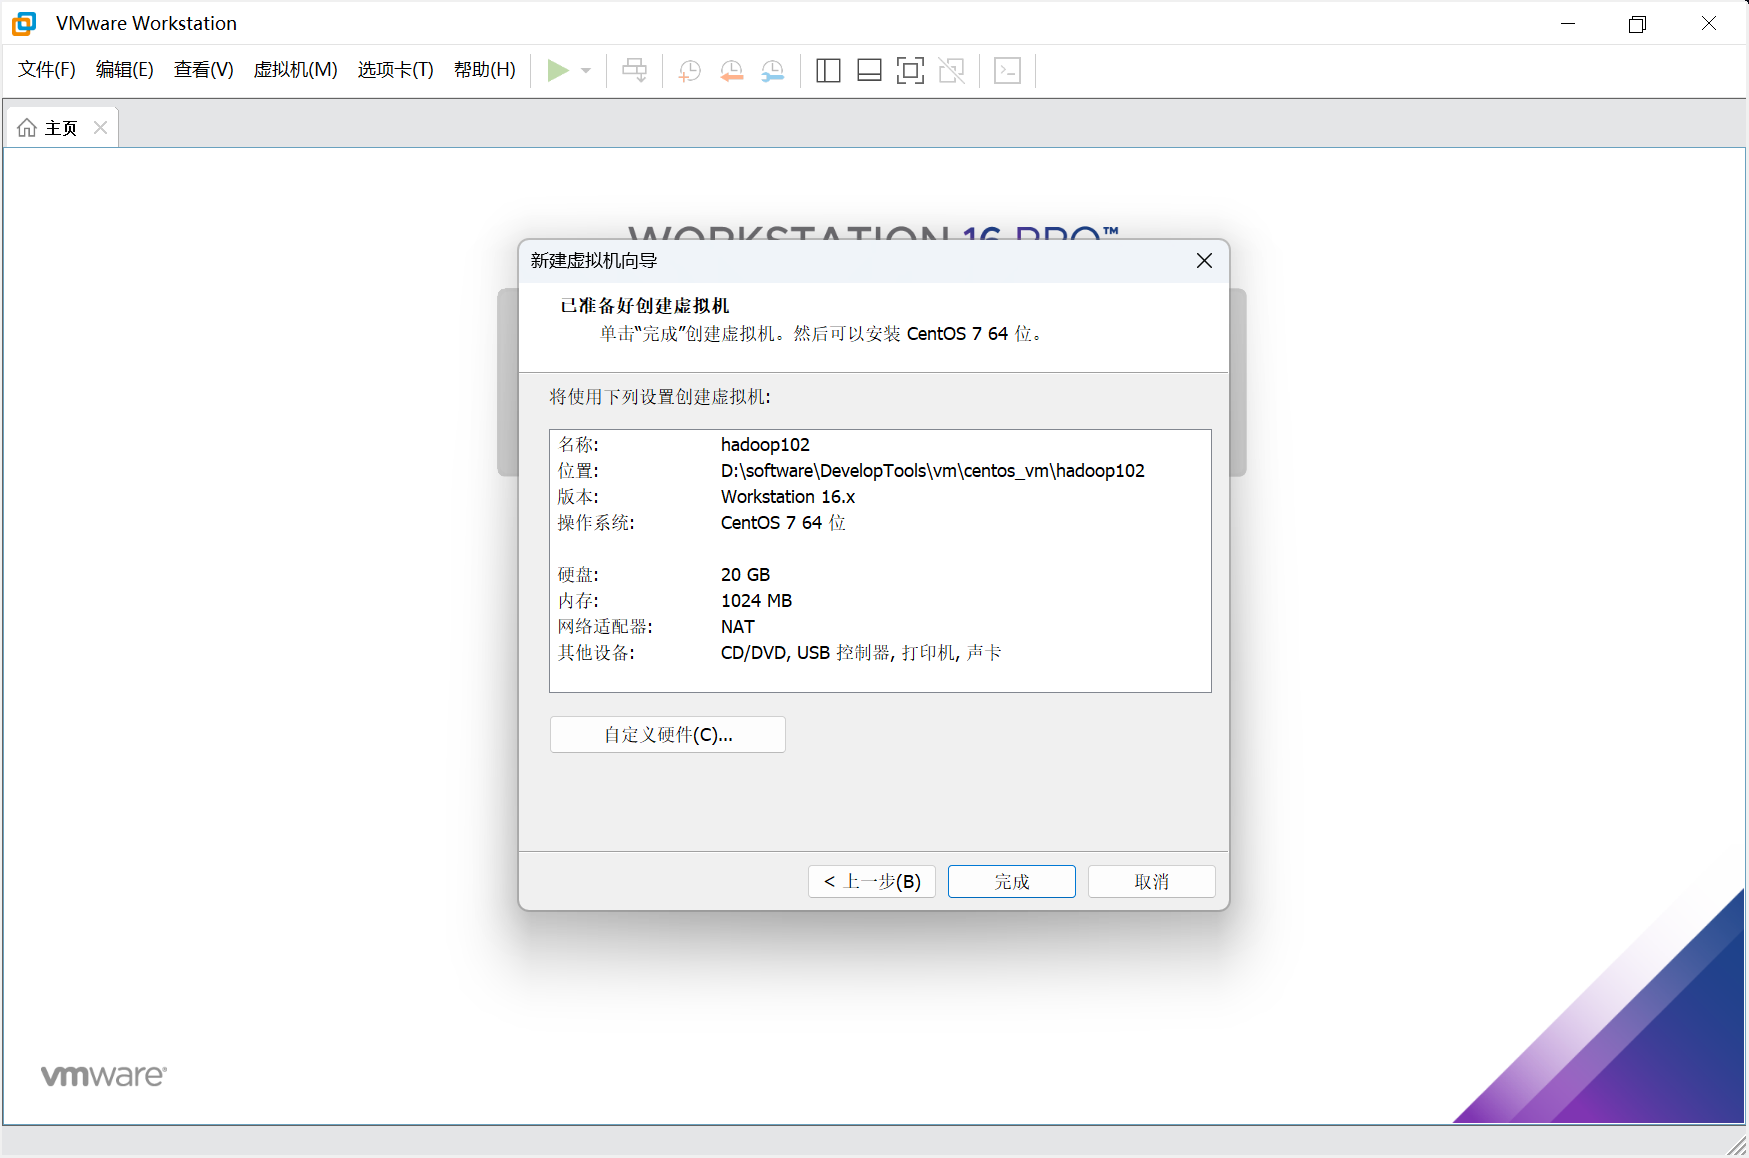 VMware Workstation
文件(F) 编辑(E) 查看(V) 虚拟机(M) 选项卡(T) 帮助(H)
主页
WORKSTATION 16 PRO™
新建虚拟机向导
已准备好创建虚拟机
单击“完成”创建虚拟机。然后可以安装 CentOS 7 64 位。
将使用下列设置创建虚拟机:
名称: hadoop102
位置: D:\software\DevelopTools\vm\centos_vm\hadoop102
版本: Workstation 16.x
操作系统: CentOS 7 64 位
硬盘: 20 GB
内存: 1024 MB
网络适配器: NAT
其他设备: CD/DVD, USB 控制器, 打印机, 声卡
自定义硬件(C)...
< 上一步(B) 完成 取消
vmware®